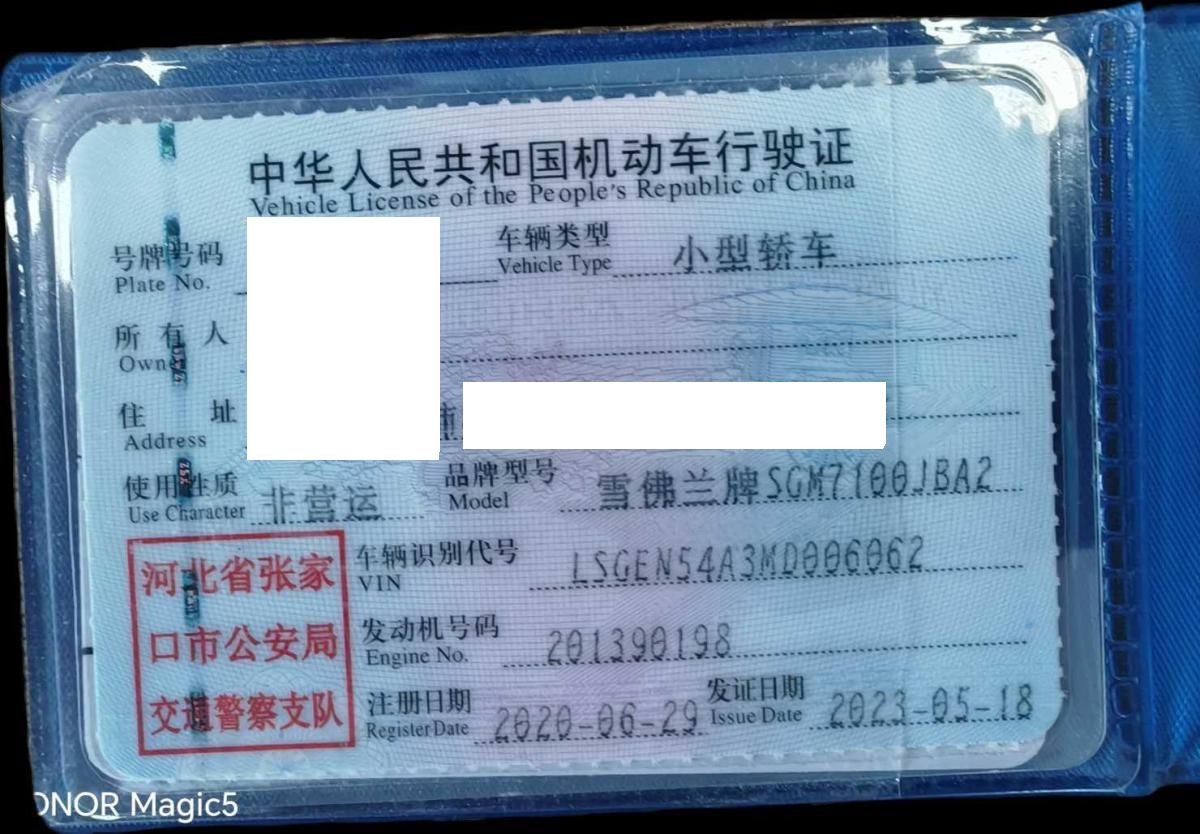 中华人民共和国机动车行驶证
Vehicle License of the People's Republic of China
号牌号码
Plate No.
车辆类型 小型轿车
Vehicle Type
所有人
Owner
住址
Address
使用性质 非营运
Use Character
品牌型号 雪佛兰牌SGM7100JBA2
Model
河北省张家
口市公安局
交通警察支队
车辆识别代号 LSGEN54A3MD006062
VIN
发动机号码 201390198
Engine No.
注册日期 2020-06-29
Register Date
发证日期 2023-05-18
Issue Date
ONOR Magic5